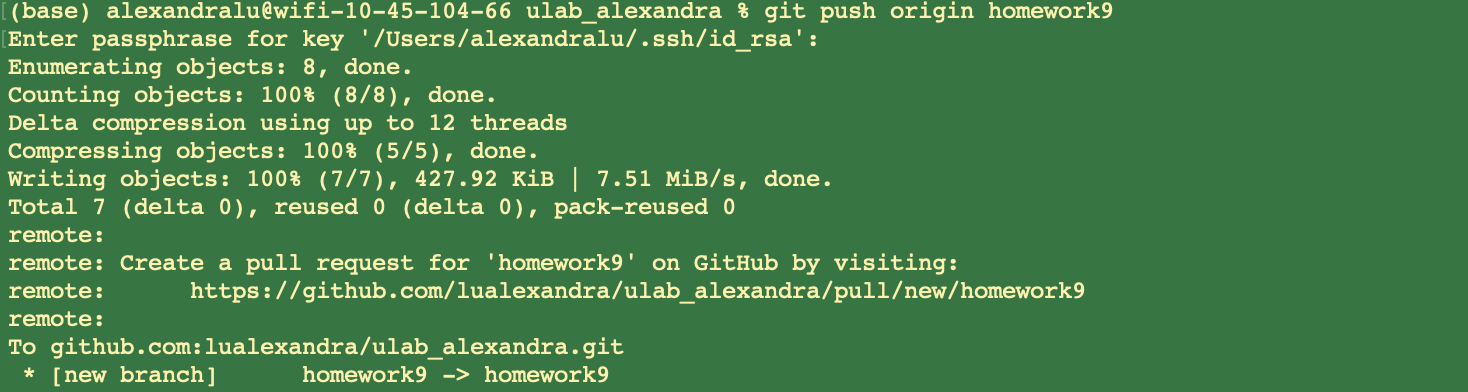 (base) alexandralu@wifi-10-45-104-66 ulab_alexandra % git push origin homework9
Enter passphrase for key '/Users/alexandralu/.ssh/id_rsa':
Enumerating objects: 8, done.
Counting objects: 100% (8/8), done.
Delta compression using up to 12 threads
Compressing objects: 100% (5/5), done.
Writing objects: 100% (7/7), 427.92 KiB | 7.51 MiB/s, done.
Total 7 (delta 0), reused 0 (delta 0), pack-reused 0
remote:
remote: Create a pull request for 'homework9' on GitHub by visiting:
remote:      https://github.com/lualexandra/ulab_alexandra/pull/new/homework9
remote:
To github.com:lualexandra/ulab_alexandra.git
 * [new branch]      homework9 -> homework9